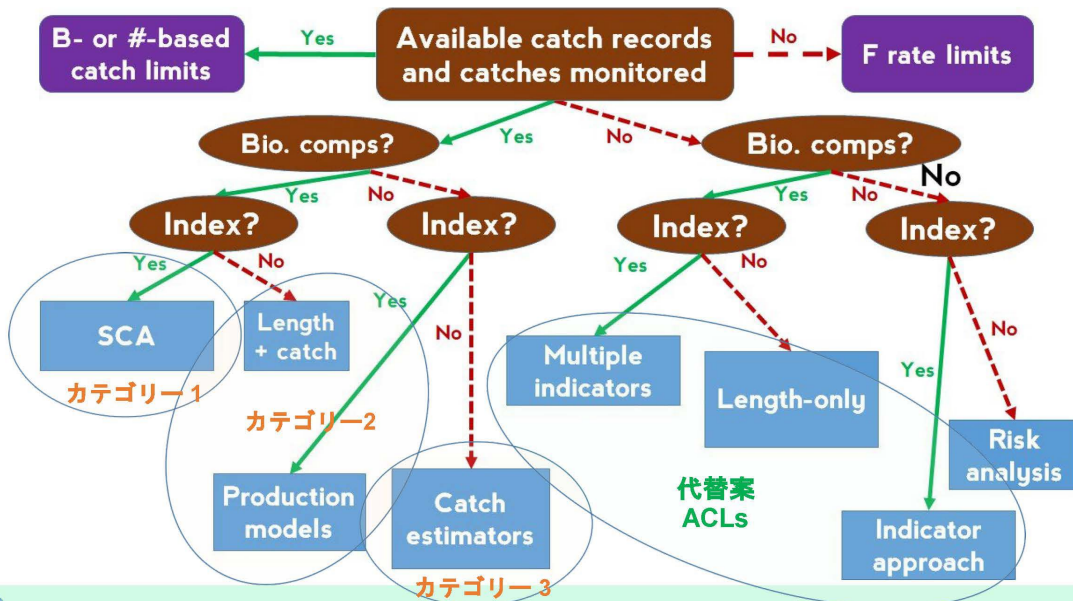 B- or #-based
catch limits
Yes
Available catch records
and catches monitored
No
F rate limits
Yes
No
Bio. comps?
Bio. comps?
Yes
No
Yes
No
No
Index?
Index?
Index?
Index?
Yes
No
Yes
No
Yes
No
Yes
No
SCA
Length
+ catch
Multiple
indicators
Length-only
Risk
analysis
カテゴリー1
カテゴリー2
Production
models
Catch
estimators
代替案
ACLs
Indicator
approach
カテゴリー3